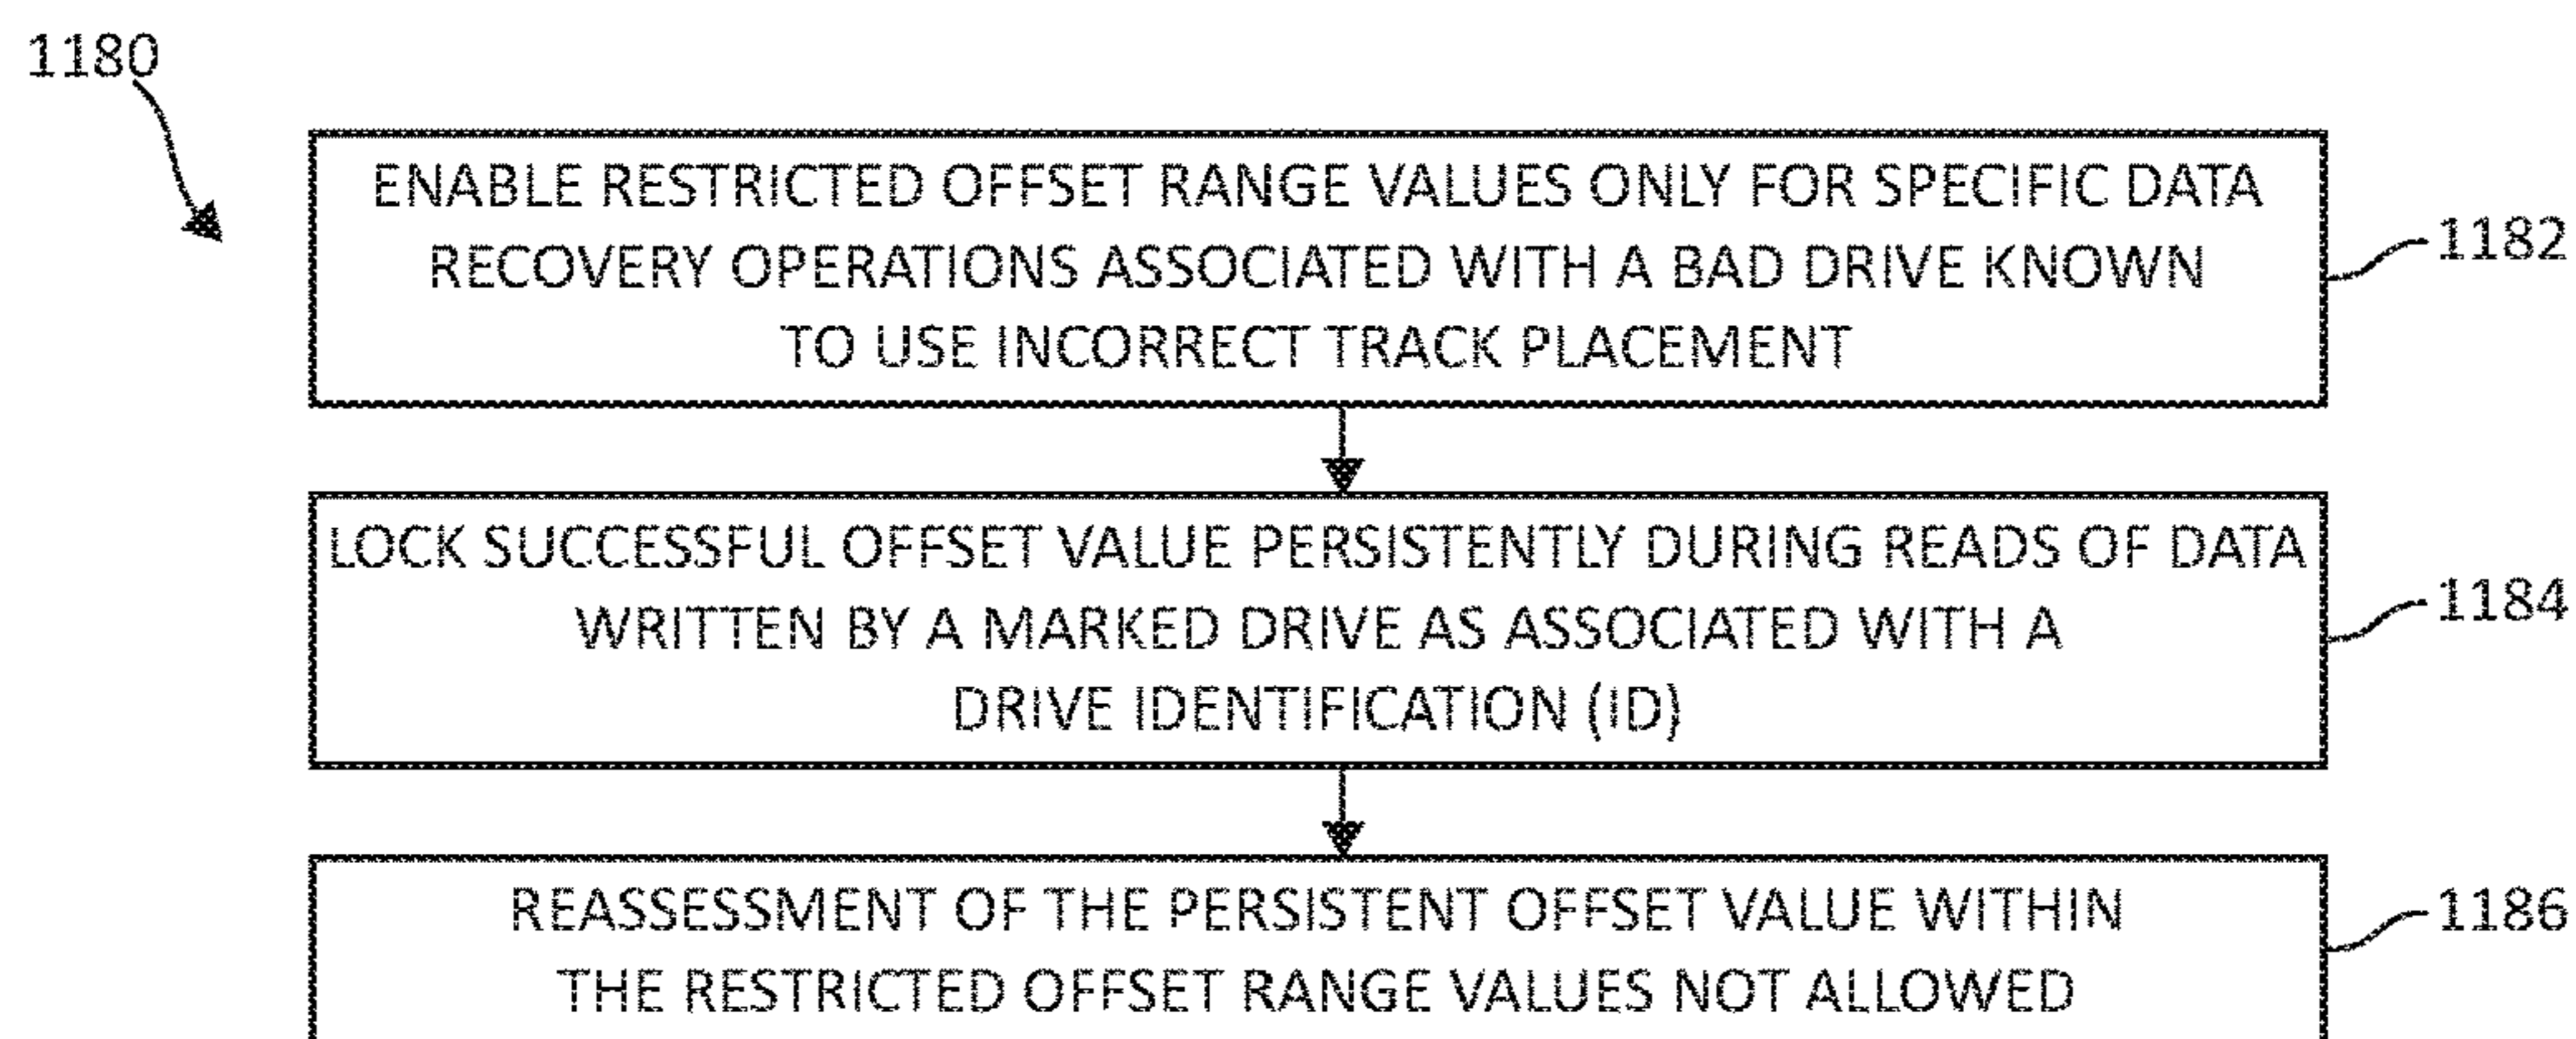 1180
ENABLE RESTRICTED OFFSET RANGE VALUES ONLY FOR SPECIFIC DATA
RECOVERY OPERATIONS ASSOCIATED WITH A BAD DRIVE KNOWN
TO USE INCORRECT TRACK PLACEMENT
1182
LOCK SUCCESSFUL OFFSET VALUE PERSISTENTLY DURING READS OF DATA
WRITTEN BY A MARKED DRIVE AS ASSOCIATED WITH A
DRIVE IDENTIFICATION (ID)
1184
REASSESSMENT OF THE PERSISTENT OFFSET VALUE WITHIN
THE RESTRICTED OFFSET RANGE VALUES NOT ALLOWED
1186